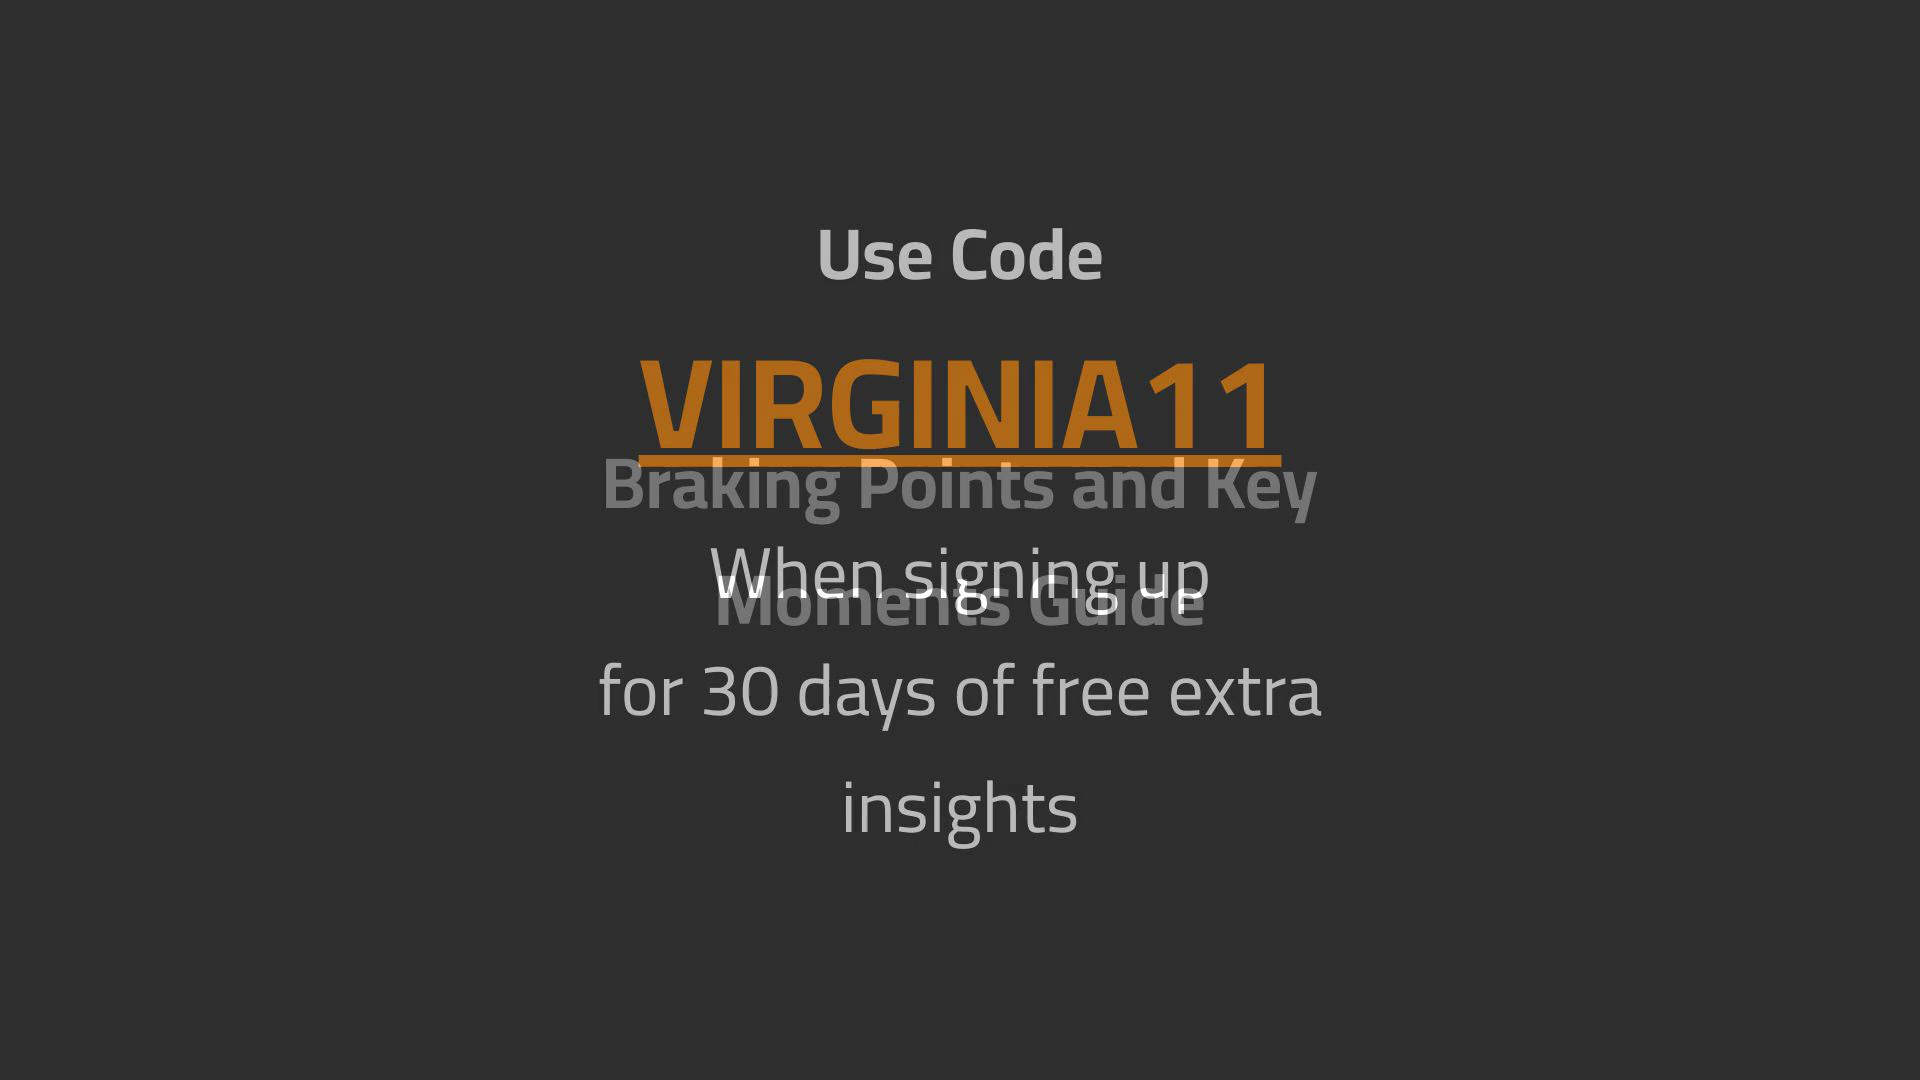 Use Code
VIRGINIA11
Braking Points and Key
When signing up
Moments Guide
for 30 days of free extra
insights